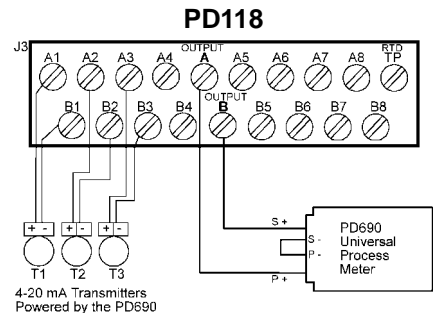 PD118
J3
OUTPUT
RTD
A1 A2 A3 A4 A A5 A6 A7 A8 TP
OUTPUT
B1 B2 B3 B4 B B5 B6 B7 B8
S +
P +
S -
P -
PD690
Universal
Process
Meter
+ - + - + -
T1 T2 T3
4-20 mA Transmitters
Powered by the PD690